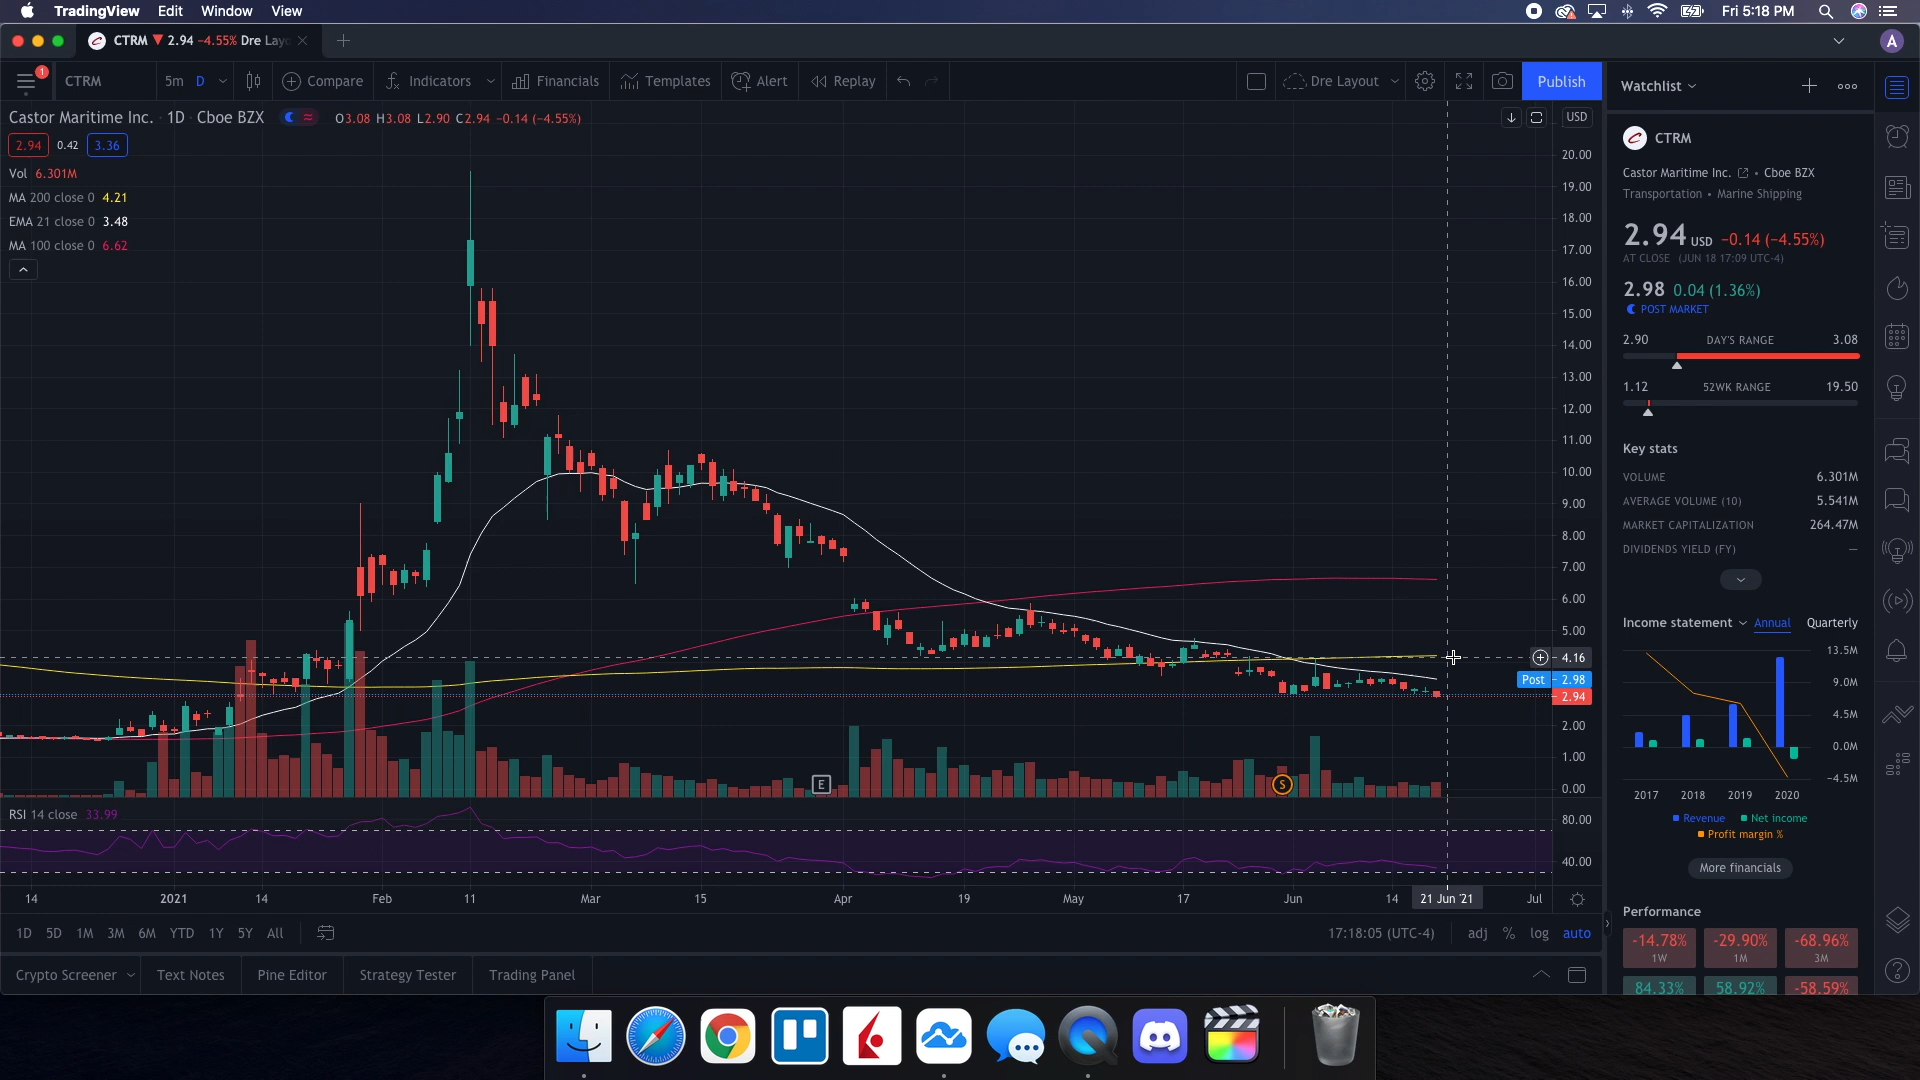 TradingView Edit Window View Fri 5:18 PM
CTRM ▼ 2.94 -4.55% Dre Layo A
1 CTRM 5m D Compare Indicators Financials Templates Alert Replay Dre Layout Publish Watchlist
Castor Maritime Inc. · 1D · Cboe BZX O3.08 H3.08 L2.90 C2.94 -0.14 (-4.55%) USD
2.94 0.42 3.36
Vol 6.301M
MA 200 close 0 4.21
EMA 21 close 0 3.48
MA 100 close 0 6.62
20.00
19.00
18.00
17.00
16.00
15.00
14.00
13.00
12.00
11.00
10.00
9.00
8.00
7.00
6.00
5.00
4.16
Post 2.98
2.94
2.00
1.00
0.00
E S
RSI 14 close 33.99
80.00
40.00
14 2021 14 Feb 11 Mar 15 Apr 19 May 17 Jun 14 21 Jun '21 Jul
1D 5D 1M 3M 6M YTD 1Y 5Y All 17:18:05 (UTC-4) adj % log auto
Crypto Screener Text Notes Pine Editor Strategy Tester Trading Panel
CTRM
Castor Maritime Inc. • Cboe BZX
Transportation • Marine Shipping
2.94 USD -0.14 (-4.55%)
AT CLOSE (JUN 18 17:09 UTC-4)
2.98 0.04 (1.36%)
POST MARKET
2.90 DAY'S RANGE 3.08
1.12 52WK RANGE 19.50
Key stats
VOLUME 6.301M
AVERAGE VOLUME (10) 5.541M
MARKET CAPITALIZATION 264.47M
DIVIDENDS YIELD (FY) —
Income statement Annual Quarterly
13.5M
9.0M
4.5M
0.0M
-4.5M
2017 2018 2019 2020
Revenue Net income
Profit margin %
More financials
Performance
-14.78% -29.90% -68.96%
1W 1M 3M
84.33% 58.92% -58.59%